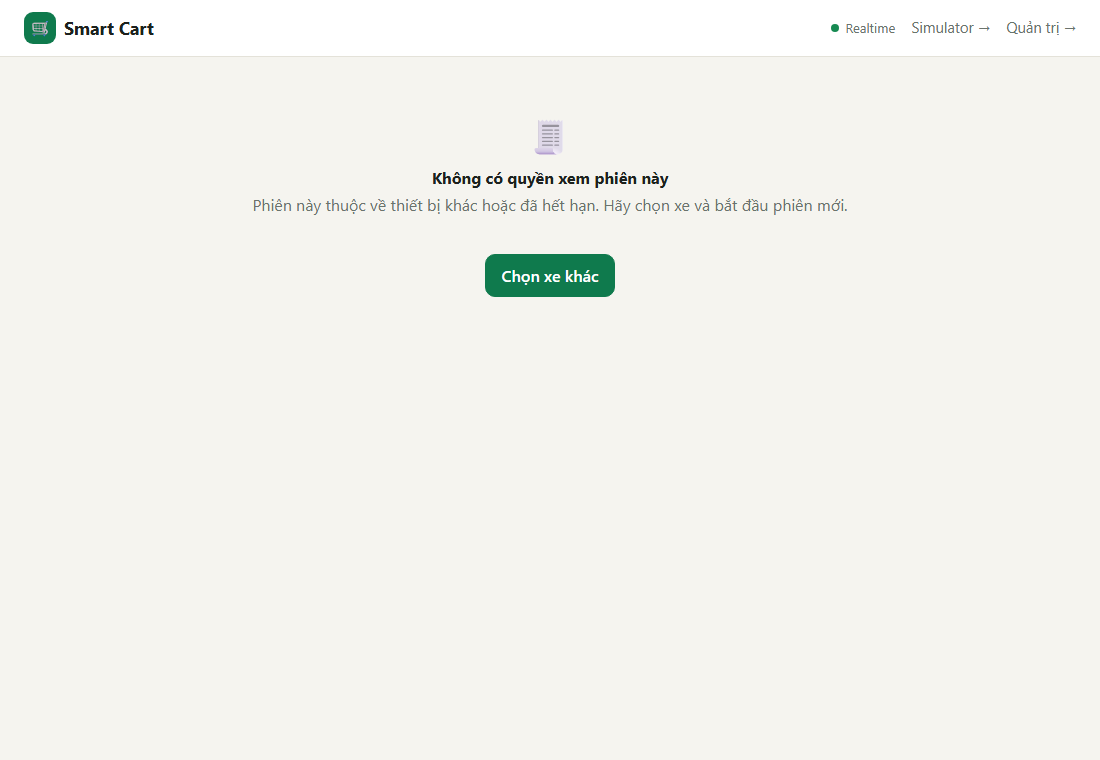 Smart Cart
Realtime
Simulator →
Quản trị →
Không có quyền xem phiên này
Phiên này thuộc về thiết bị khác hoặc đã hết hạn. Hãy chọn xe và bắt đầu phiên mới.
Chọn xe khác